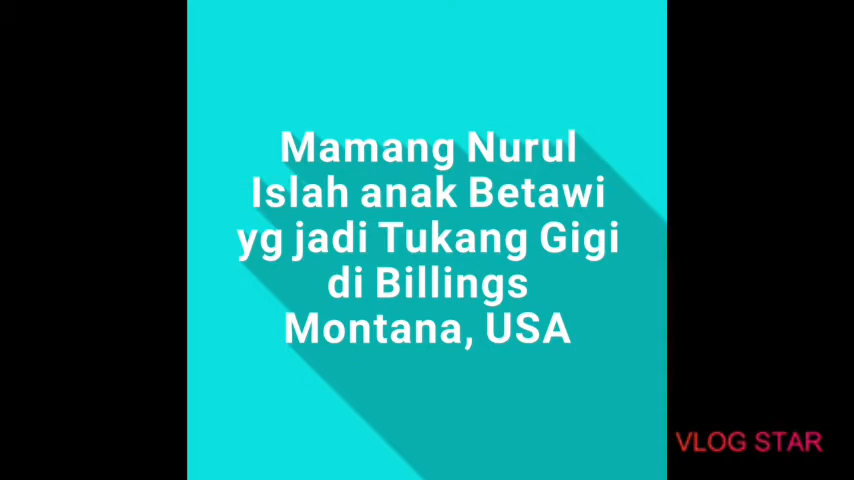 Mamang Nurul
Islah anak Betawi
yg jadi Tukang Gigi
di Billings
Montana, USA
VLOG STAR